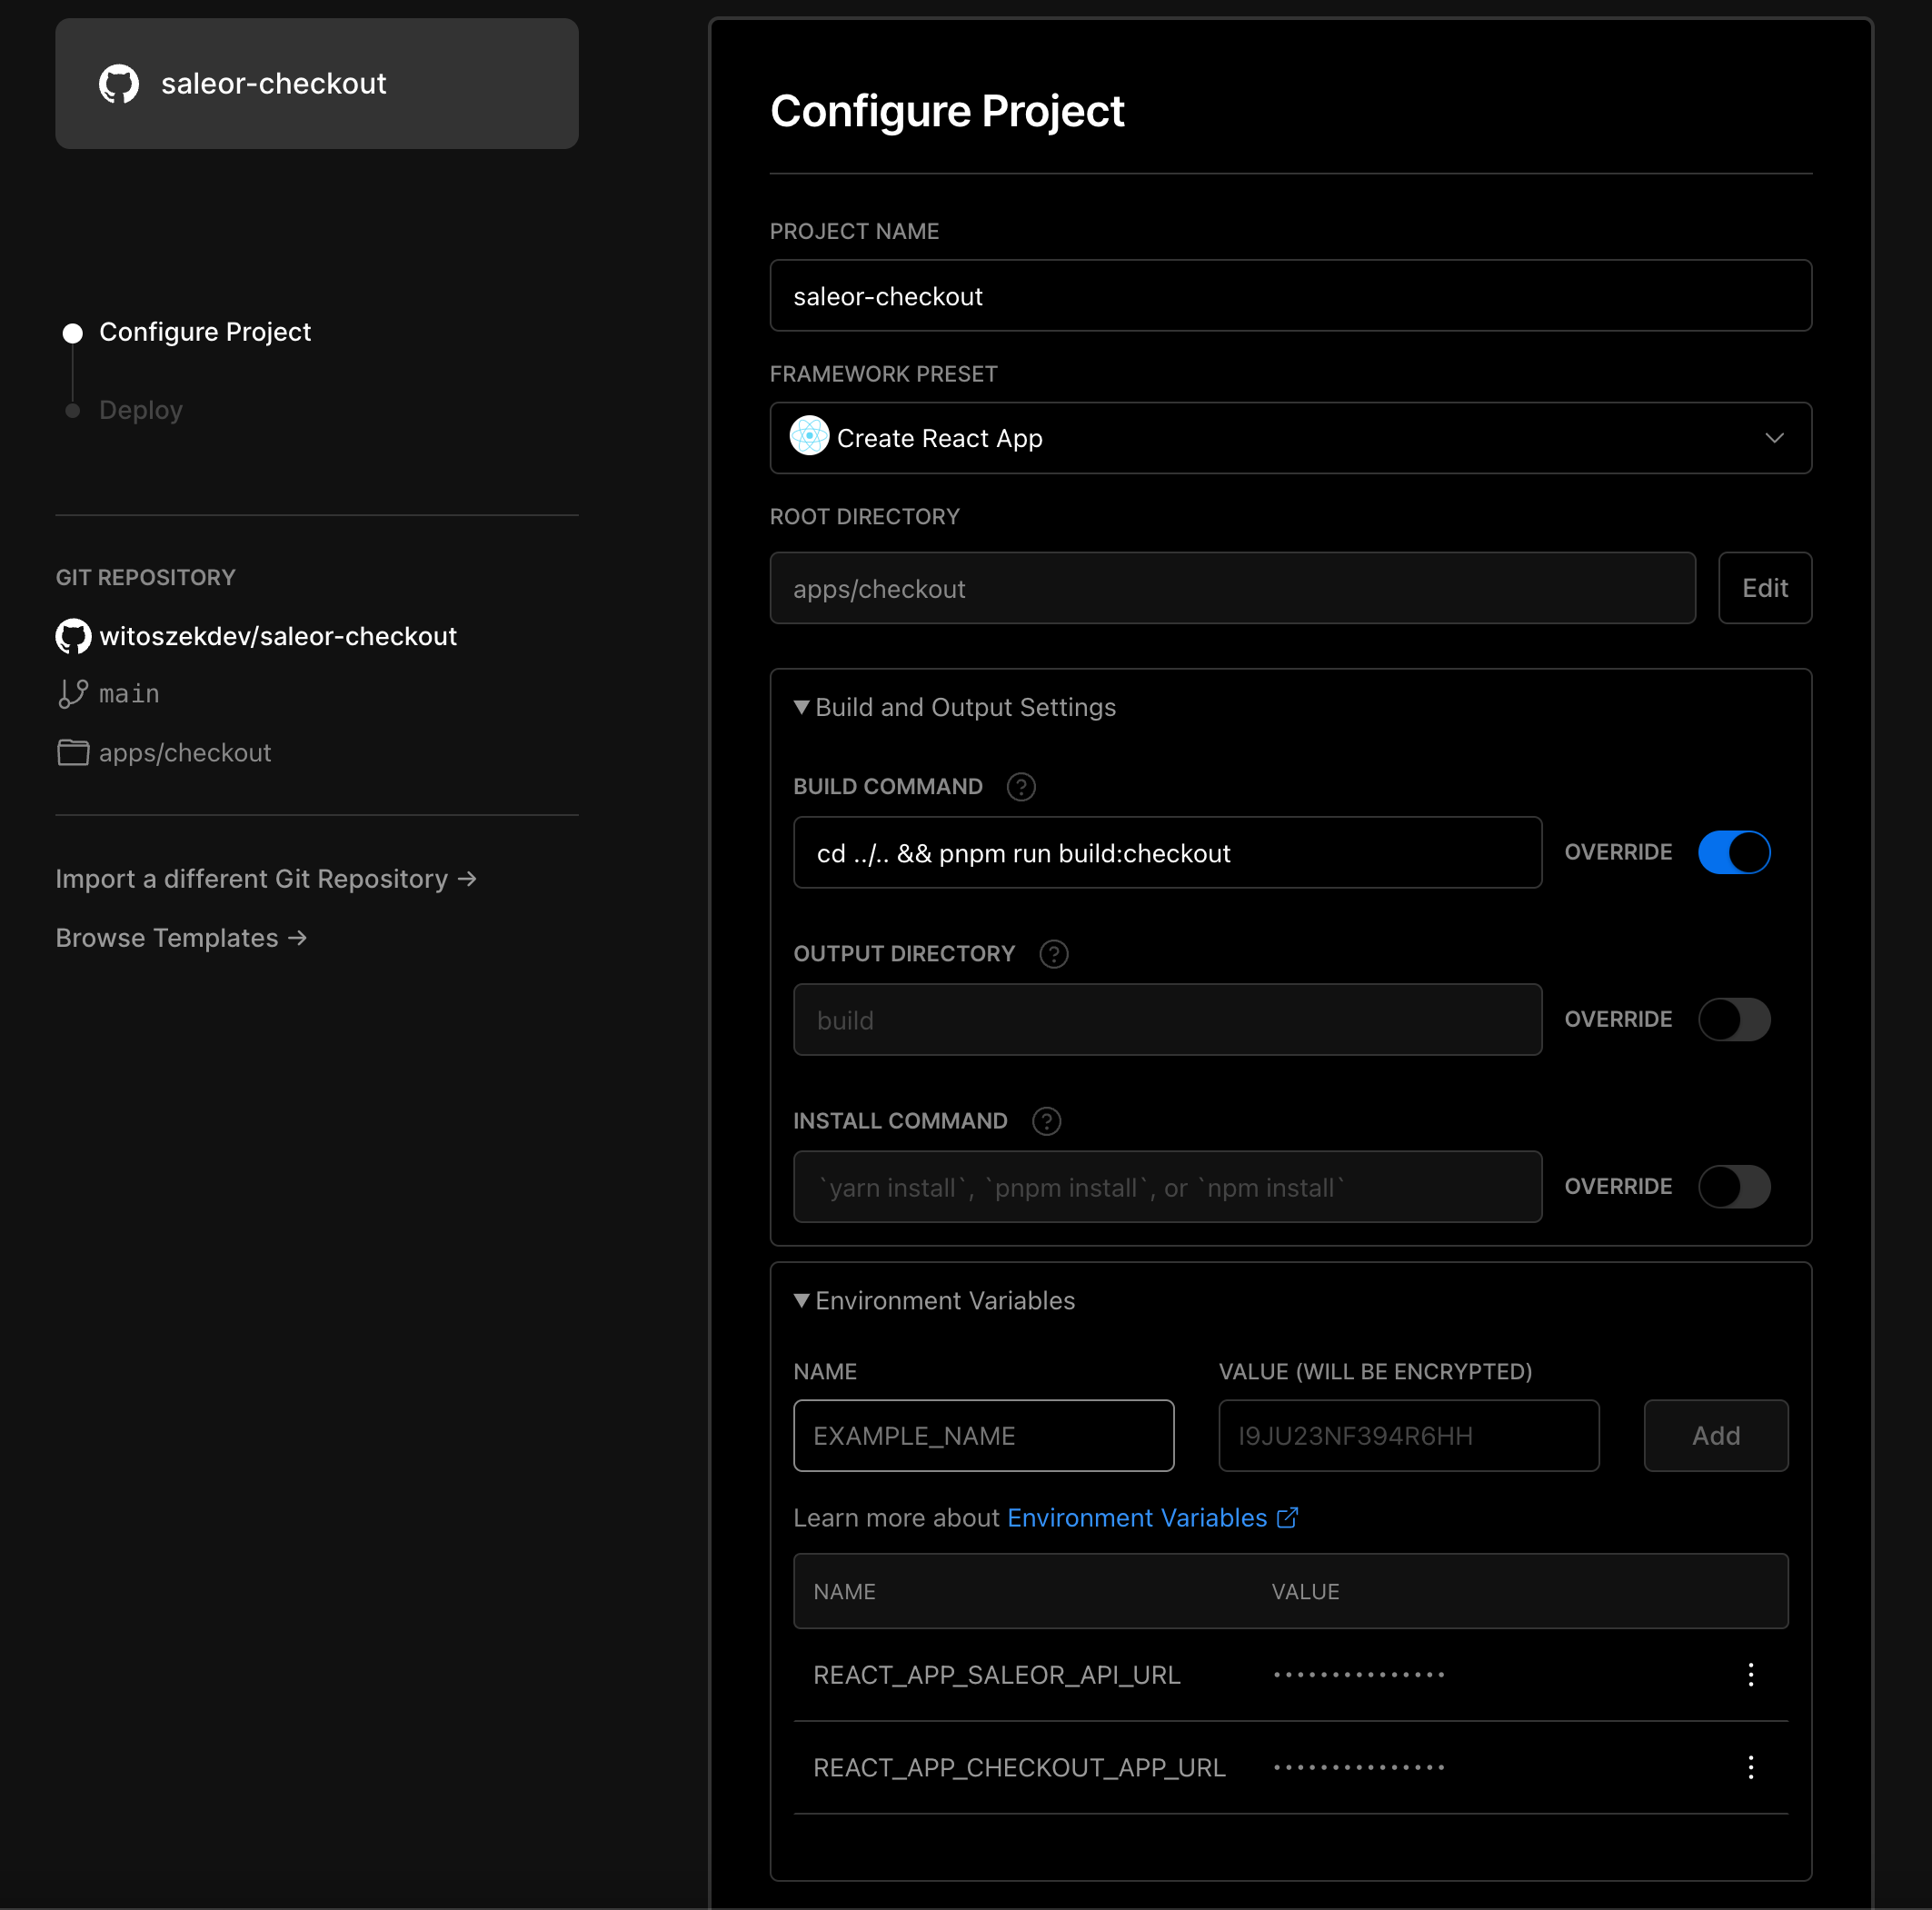 saleor-checkout
Configure Project
Deploy
GIT REPOSITORY
witoszekdev/saleor-checkout
main
apps/checkout
Import a different Git Repository →
Browse Templates →
Configure Project
PROJECT NAME
saleor-checkout
FRAMEWORK PRESET
Create React App
ROOT DIRECTORY
apps/checkout
Edit
Build and Output Settings
BUILD COMMAND ?
cd ../.. && pnpm run build:checkout
OVERRIDE
OUTPUT DIRECTORY ?
build
OVERRIDE
INSTALL COMMAND ?
`yarn install`, `pnpm install`, or `npm install`
OVERRIDE
Environment Variables
NAME VALUE (WILL BE ENCRYPTED)
EXAMPLE_NAME I9JU23NF394R6HH Add
Learn more about Environment Variables
NAME VALUE
REACT_APP_SALEOR_API_URL •••••••••••••••
REACT_APP_CHECKOUT_APP_URL •••••••••••••••